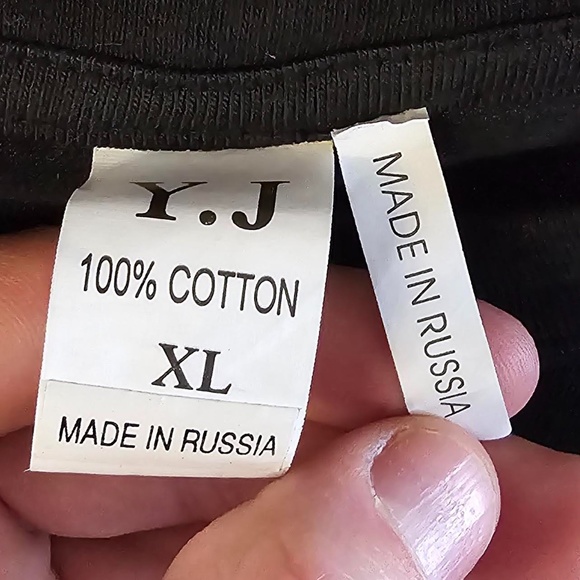 Y.J
100% COTTON
XL
MADE IN RUSSIA
MADE IN RUSSIA